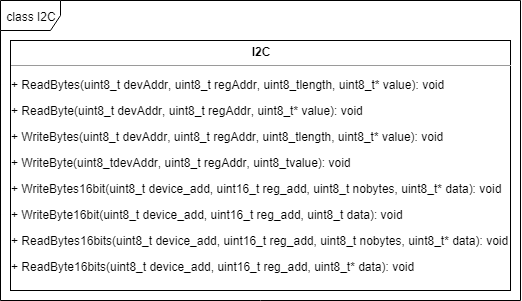 class I2C
I2C
+ ReadBytes(uint8_t devAddr, uint8_t regAddr, uint8_tlength, uint8_t* value): void
+ ReadByte(uint8_t devAddr, uint8_t regAddr, uint8_t* value): void
+ WriteBytes(uint8_t devAddr, uint8_t regAddr, uint8_tlength, uint8_t* value): void
+ WriteByte(uint8_tdevAddr, uint8_t regAddr, uint8_tvalue): void
+ WriteBytes16bit(uint8_t device_add, uint16_t reg_add, uint8_t nobytes, uint8_t* data): void
+ WriteByte16bit(uint8_t device_add, uint16_t reg_add, uint8_t data): void
+ ReadBytes16bits(uint8_t device_add, uint16_t reg_add, uint8_t nobytes, uint8_t* data): void
+ ReadByte16bits(uint8_t device_add, uint16_t reg_add, uint8_t* data): void